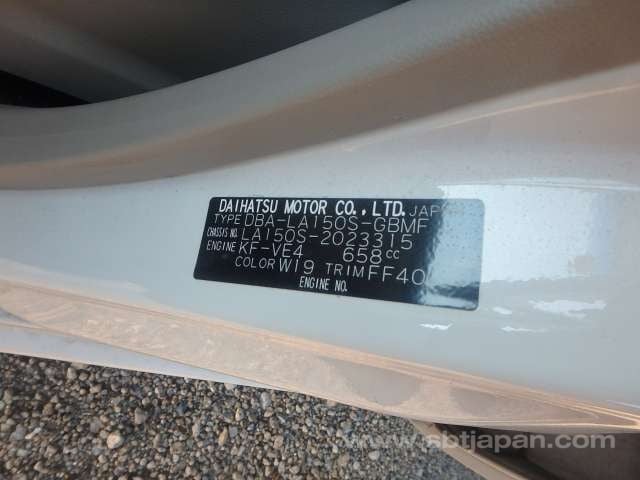 DAIHATSU MOTOR CO., LTD. JAPAN
TYPE DBA-LA150S-GBMF
CHASSIS NO. LA150S-2023315
ENGINE KF-VE4 658cc
COLOR W19 TRIM FF40
ENGINE NO.
www.sbtjapan.com